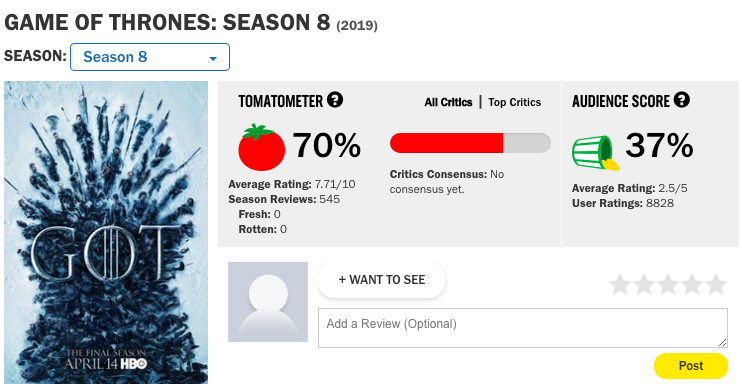 GAME OF THRONES: SEASON 8 (2019)
SEASON: Season 8
TOMATOMETER ?
All Critics | Top Critics
70%
Average Rating: 7.71/10
Season Reviews: 545
Fresh: 0
Rotten: 0
Critics Consensus: No
consensus yet.
AUDIENCE SCORE ?
37%
Average Rating: 2.5/5
User Ratings: 8828
GOT
THE FINAL SEASON
APRIL 14 HBO
+ WANT TO SEE
Add a Review (Optional)
Post